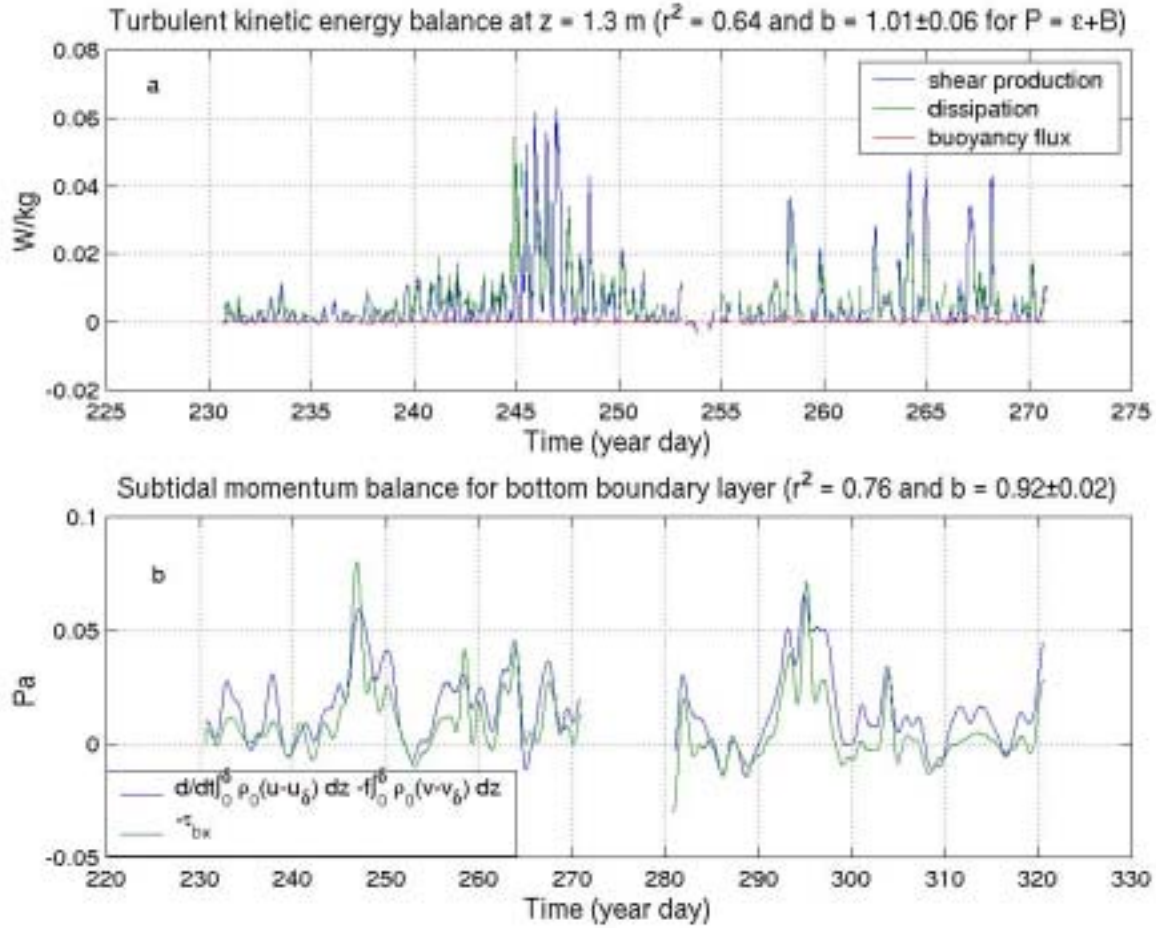 Turbulent kinetic energy balance at z = 1.3 m (r² = 0.64 and b = 1.01±0.06 for P = ε+B)
0.08
a
shear production
dissipation
buoyancy flux
0.06
0.04
0.02
0
-0.02
W/kg
225 230 235 240 245 250 255 260 265 270 275
Time (year day)
Subtidal momentum balance for bottom boundary layer (r² = 0.76 and b = 0.92±0.02)
0.1
b
0.05
0
-0.05
Pa
d/dt∫₀^δ ρ₀(u-u_δ) dz -f∫₀^δ ρ₀(v-v_δ) dz
-τ_bx
220 230 240 250 260 270 280 290 300 310 320 330
Time (year day)